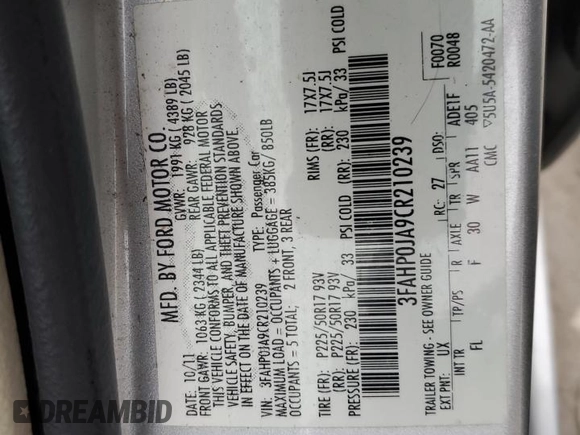 MFD. BY FORD MOTOR CO.
DATE: 10/11 GVWR: 1991 KG ( 4389 LB)
FRONT GAWR: 1063 KG ( 2344 LB) REAR GAWR: 928 KG ( 2045 LB)
THIS VEHICLE CONFORMS TO ALL APPLICABLE FEDERAL MOTOR
VEHICLE SAFETY, BUMPER, AND THEFT PREVENTION STANDARDS
IN EFFECT ON THE DATE OF MANUFACTURE SHOWN ABOVE.
VIN: 3FAHP0JA9CR210239 TYPE: Passenger Car
MAXIMUM LOAD = OCCUPANTS + LUGGAGE = 385KG/ 850LB
OCCUPANTS = 5 TOTAL; 2 FRONT, 3 REAR
TIRE (FR): P225/50R17 93V RIMS (FR): 17X7.5J
(RR): P225/50R17 93V (RR): 17X7.5J
PRESSURE (FR): 230 kPa/ 33 PSI COLD (RR): 230 kPa/ 33 PSI COLD
3FAHP0JA9CR210239
TRAILER TOWING - SEE OWNER GUIDE F0070
EXT PNT: UX RC: 27 DSO: R0048
INT TR TP/PS R AXLE TR SPR ADE1F
FL F 30 W AA11 405
CMC ▽5U5A-5420472-AA
DREAMBID